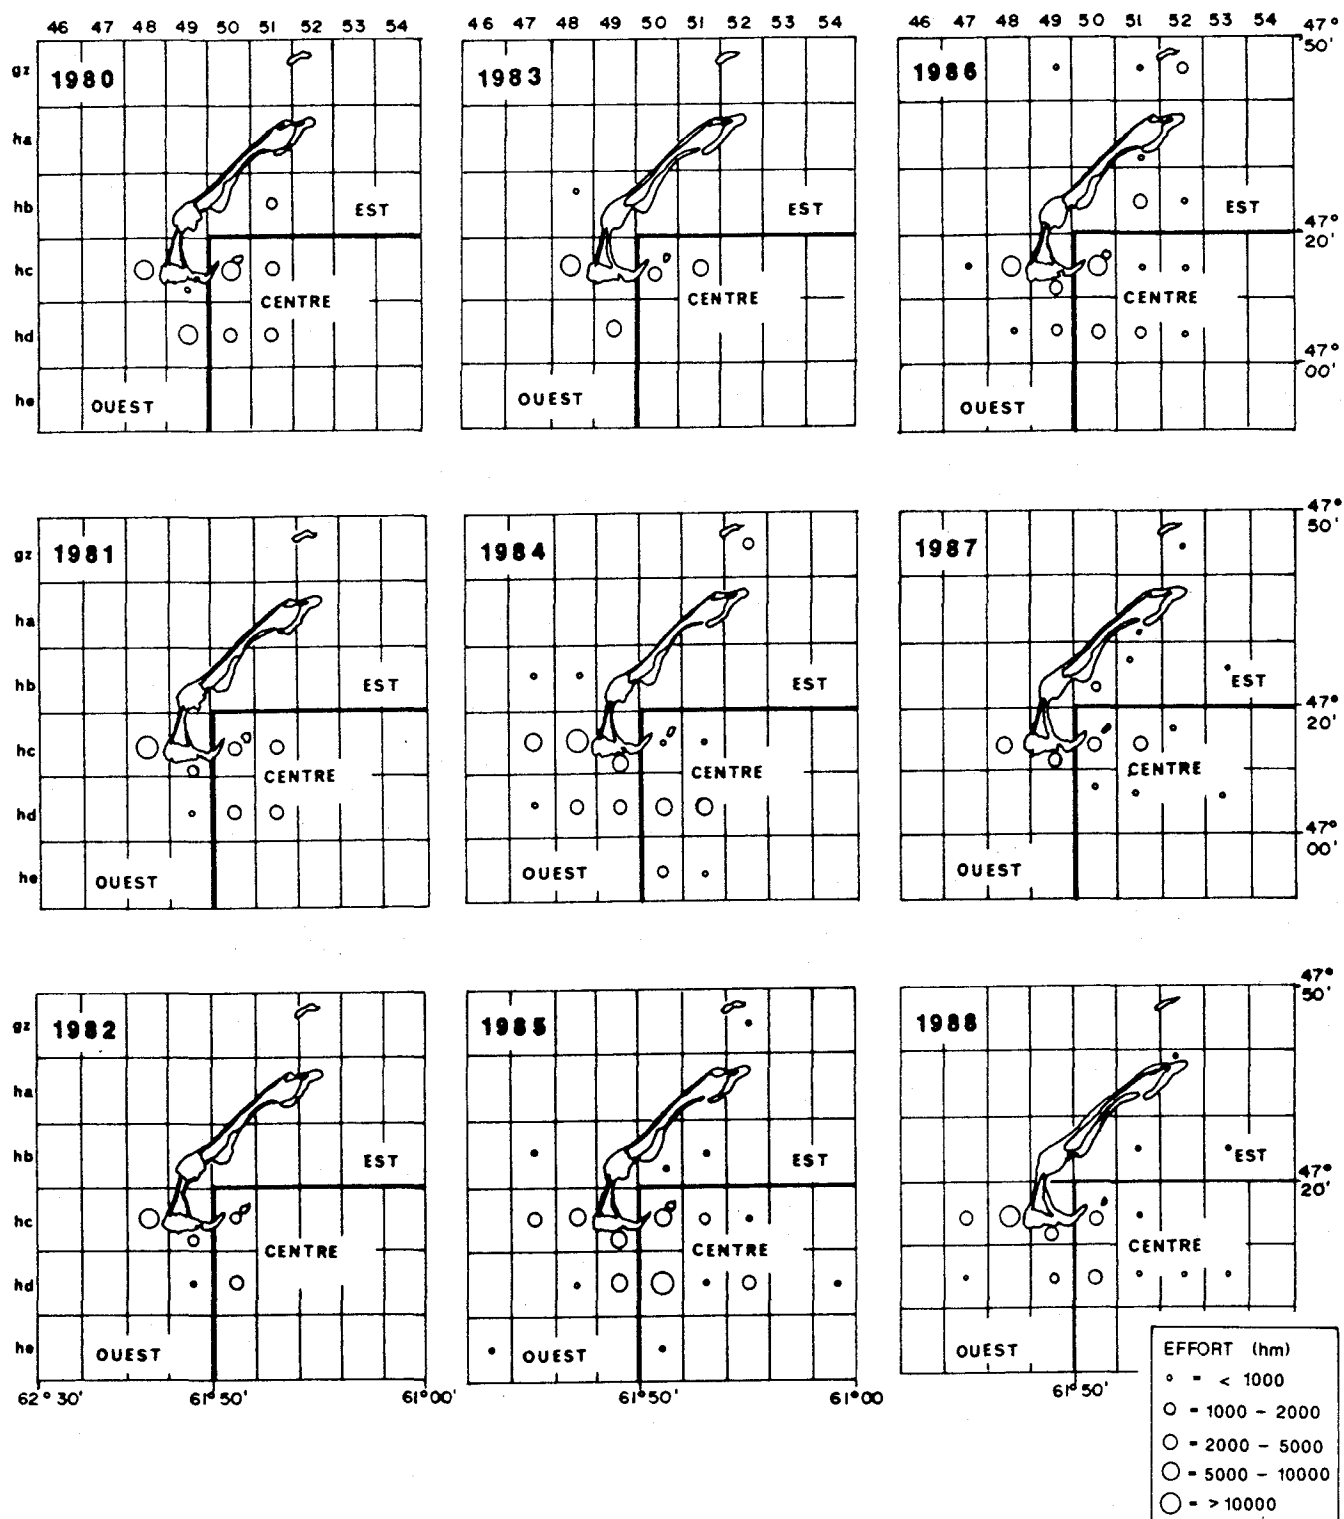 46 47 48 49 50 51 52 53 54
46 48 49 50 51 52 53 54
46 47 48 49 50 51 52 53 54
47°
50'
gz
1980
1983
1986
ha
hb
EST
EST
EST
47°
20'
hc
CENTRE
CENTRE
CENTRE
hd
47°
00'
he
OUEST
OUEST
OUEST
47°
50'
gz
1981
1984
1987
ha
hb
EST
EST
EST
47°
20'
hc
CENTRE
CENTRE
CENTRE
hd
47°
00'
he
OUEST
OUEST
OUEST
47°
50'
gz
1982
1985
1988
ha
hb
EST
EST
EST
47°
20'
hc
CENTRE
CENTRE
CENTRE
hd
he
OUEST
OUEST
OUEST
62° 30' 61° 50' 61° 00'
61° 50' 61° 00'
61° 50'
EFFORT (hm)
= < 1000
= 1000 - 2000
= 2000 - 5000
= 5000 - 10000
= > 10000